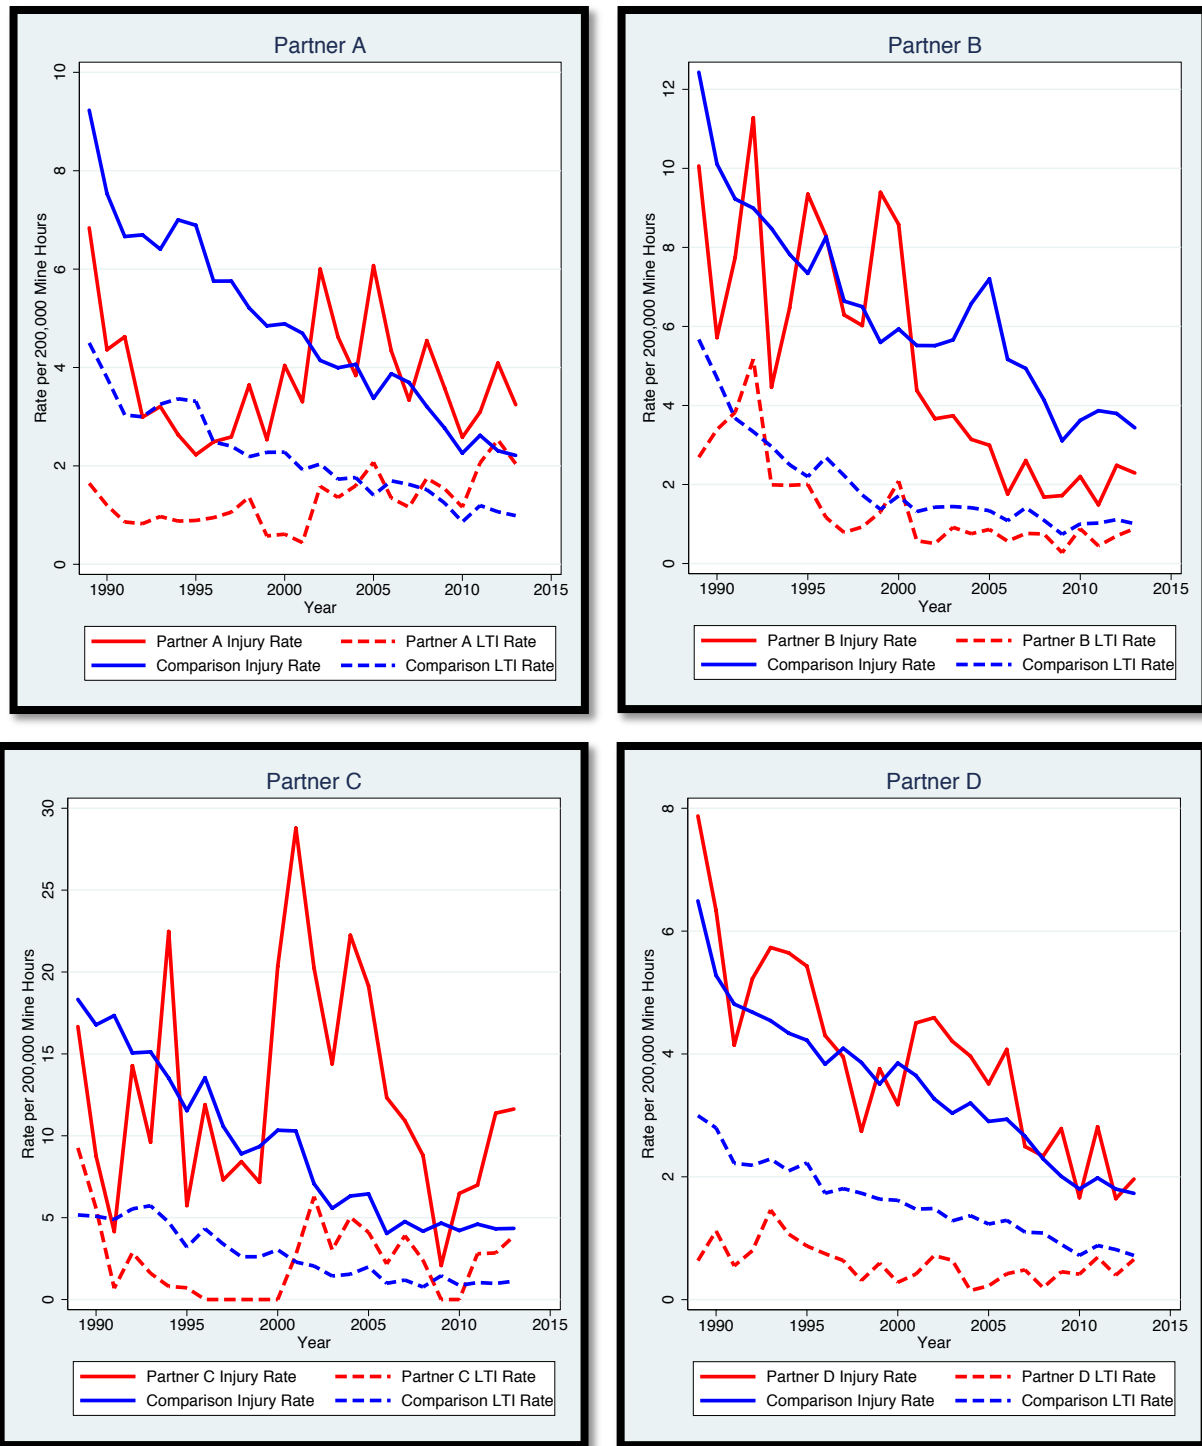 Partner A
Rate per 200,000 Mine Hours
10
8
6
4
2
0
1990 1995 2000 2005 2010 2015
Year
Partner A Injury Rate Partner A LTI Rate
Comparison Injury Rate Comparison LTI Rate
Partner B
Rate per 200,000 Mine Hours
12
10
8
6
4
2
0
1990 1995 2000 2005 2010 2015
Year
Partner B Injury Rate Partner B LTI Rate
Comparison Injury Rate Comparison LTI Rate
Partner C
Rate per 200,000 Mine Hours
30
25
20
15
10
5
0
1990 1995 2000 2005 2010 2015
Year
Partner C Injury Rate Partner C LTI Rate
Comparison Injury Rate Comparison LTI Rate
Partner D
Rate per 200,000 Mine Hours
8
6
4
2
0
1990 1995 2000 2005 2010 2015
Year
Partner D Injury Rate Partner D LTI Rate
Comparison Injury Rate Comparison LTI Rate